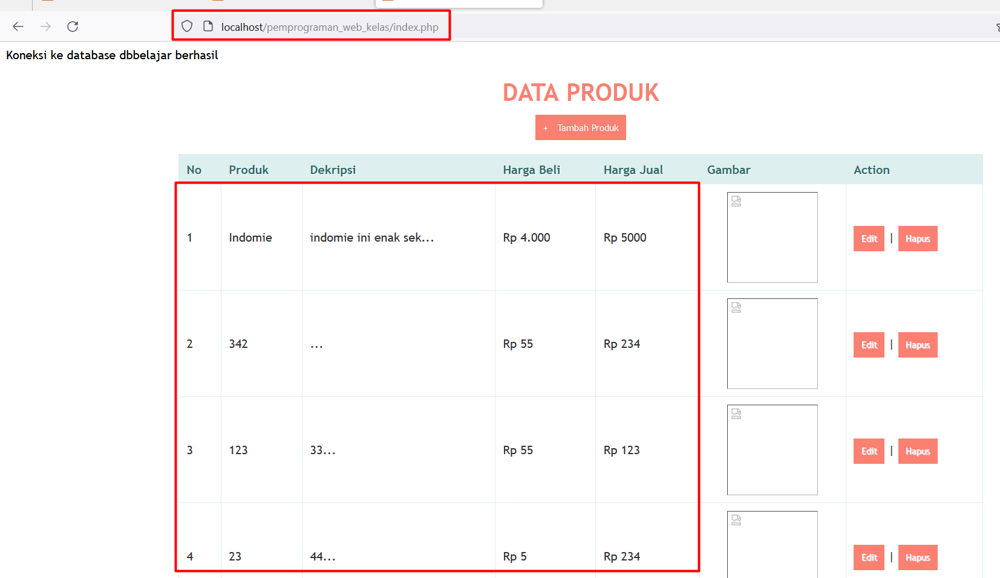 localhost/pemprograman_web_kelas/index.php
Koneksi ke database dbbelajar berhasil
DATA PRODUK
+ Tambah Produk
No Produk Dekripsi Harga Beli Harga Jual Gambar Action
1 Indomie indomie ini enak sek... Rp 4.000 Rp 5000 Edit | Hapus
2 342 ... Rp 55 Rp 234 Edit | Hapus
3 123 33... Rp 55 Rp 123 Edit | Hapus
4 23 44... Rp 5 Rp 234 Edit | Hapus